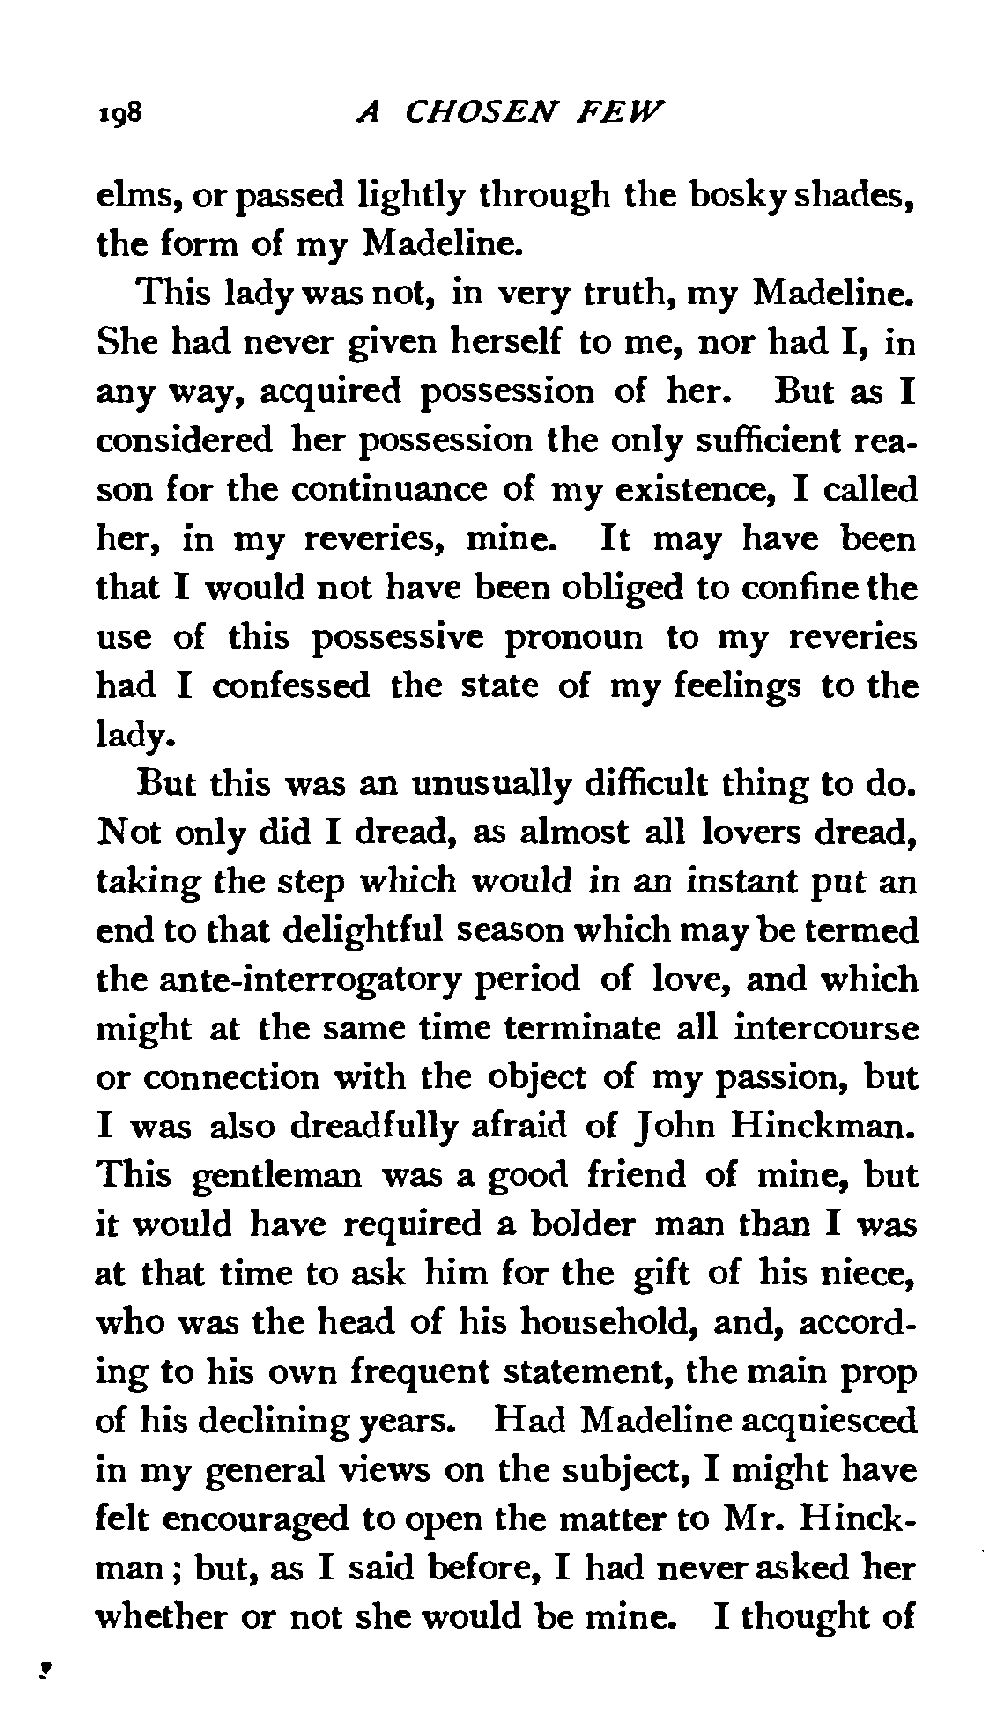 198 A CHOSEN FEW
elms, or passed lightly through the bosky shades,
the form of my Madeline.
This lady was not, in very truth, my Madeline.
She had never given herself to me, nor had I, in
any way, acquired possession of her. But as I
considered her possession the only sufficient rea-
son for the continuance of my existence, I called
her, in my reveries, mine. It may have been
that I would not have been obliged to confine the
use of this possessive pronoun to my reveries
had I confessed the state of my feelings to the
lady.
But this was an unusually difficult thing to do.
Not only did I dread, as almost all lovers dread,
taking the step which would in an instant put an
end to that delightful season which may be termed
the ante-interrogatory period of love, and which
might at the same time terminate all intercourse
or connection with the object of my passion, but
I was also dreadfully afraid of John Hinckman.
This gentleman was a good friend of mine, but
it would have required a bolder man than I was
at that time to ask him for the gift of his niece,
who was the head of his household, and, accord-
ing to his own frequent statement, the main prop
of his declining years. Had Madeline acquiesced
in my general views on the subject, I might have
felt encouraged to open the matter to Mr. Hinck-
man ; but, as I said before, I had never asked her
whether or not she would be mine. I thought of